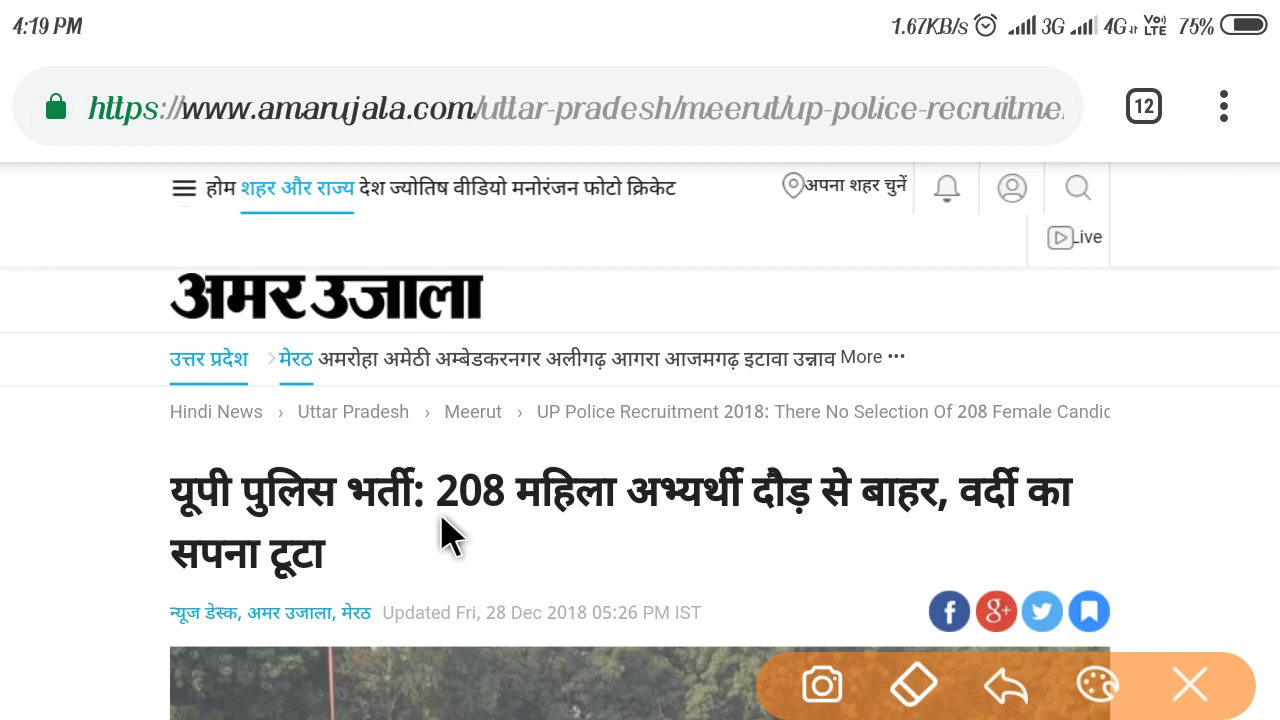 4:19 PM
1.67KB/s 3G 4G VoLTE 75%
https://www.amarujala.com/uttar-pradesh/meerut/up-police-recruitme
12
होम शहर और राज्य देश ज्योतिष वीडियो मनोरंजन फोटो क्रिकेट
अपना शहर चुनें
Live
अमर उजाला
उत्तर प्रदेश मेरठ अमरोहा अमेठी अम्बेडकरनगर अलीगढ़ आगरा आजमगढ़ इटावा उन्नाव More •••
Hindi News › Uttar Pradesh › Meerut › UP Police Recruitment 2018: There No Selection Of 208 Female Candic
यूपी पुलिस भर्ती: 208 महिला अभ्यर्थी दौड़ से बाहर, वर्दी का
सपना टूटा
न्यूज डेस्क, अमर उजाला, मेरठ Updated Fri, 28 Dec 2018 05:26 PM IST